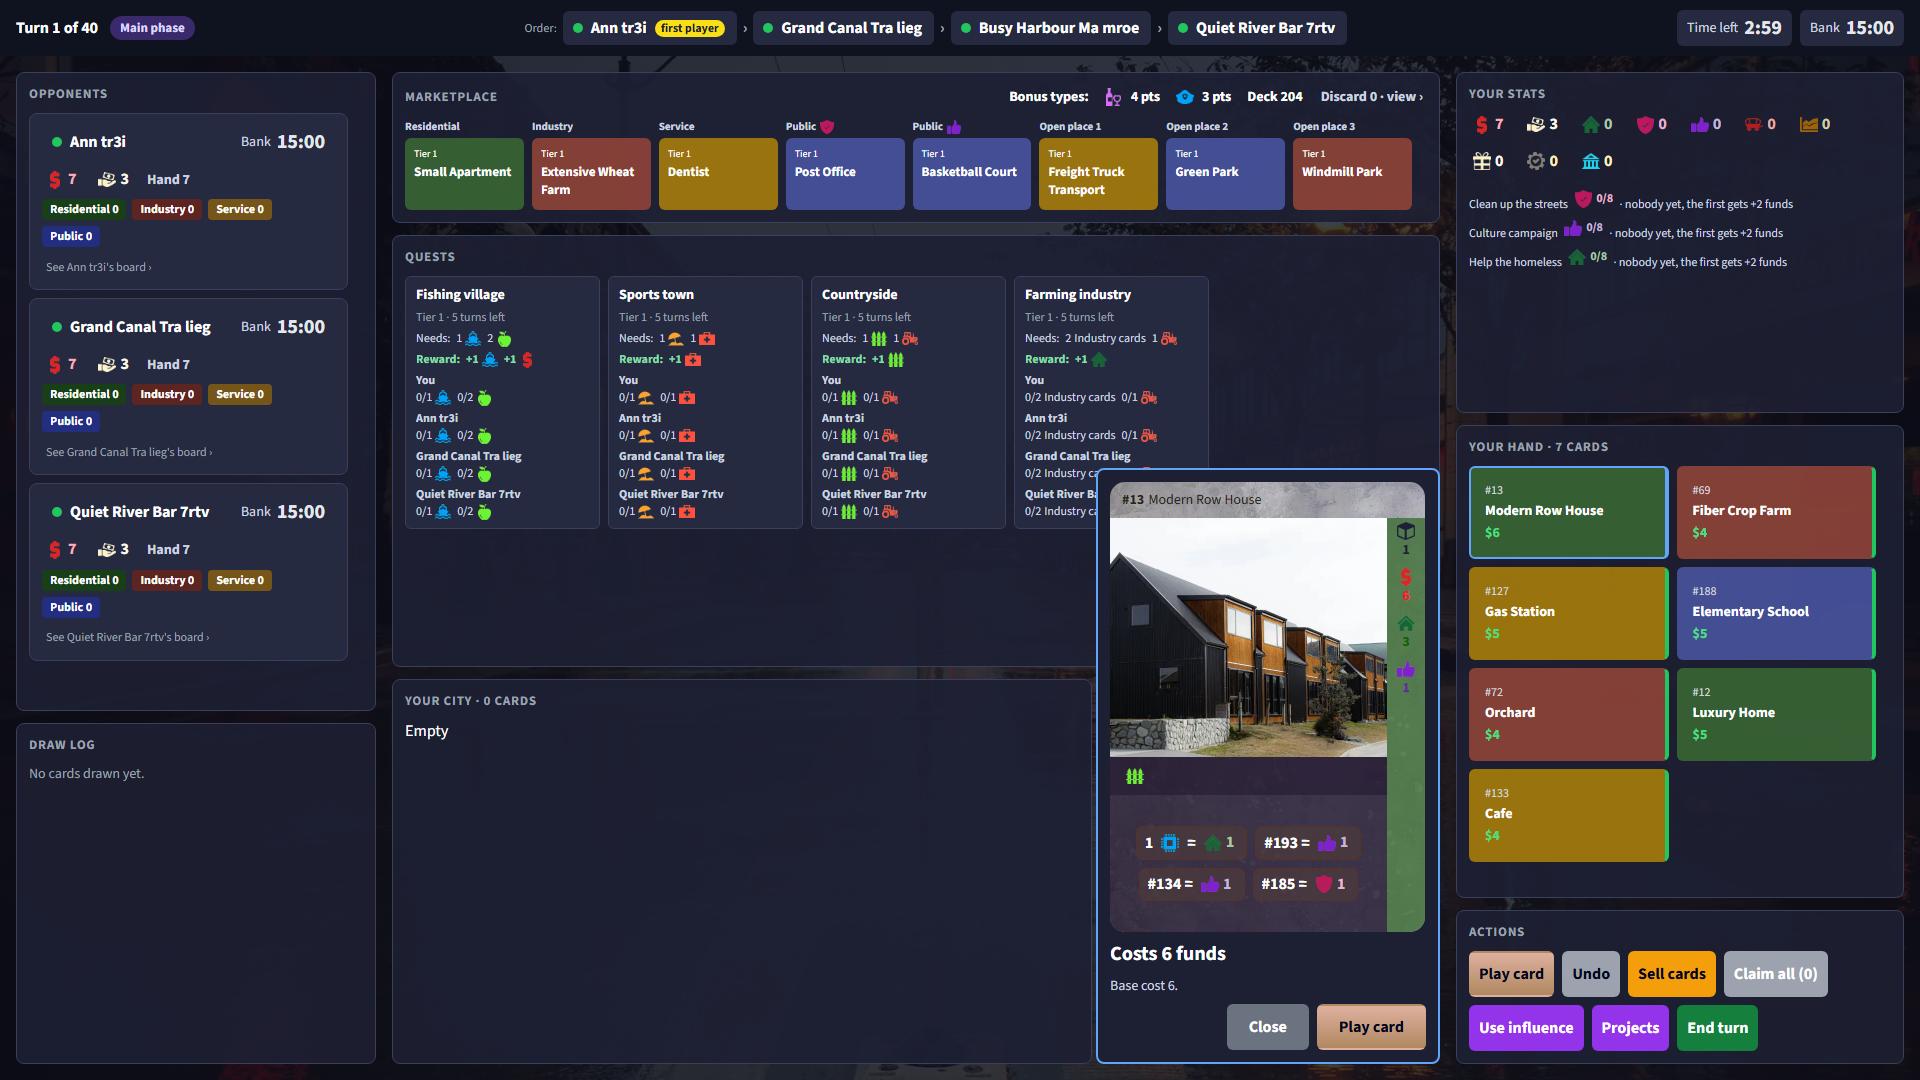 Turn 1 of 40
Main phase
Order:
Ann tr3i first player
Grand Canal Tra lieg
Busy Harbour Ma mroe
Quiet River Bar 7rtv
Time left 2:59
Bank 15:00
OPPONENTS
Ann tr3i
Bank 15:00
7 3 Hand 7
Residential 0 Industry 0 Service 0
Public 0
See Ann tr3i's board ›
Grand Canal Tra lieg
Bank 15:00
7 3 Hand 7
Residential 0 Industry 0 Service 0
Public 0
See Grand Canal Tra lieg's board ›
Quiet River Bar 7rtv
Bank 15:00
7 3 Hand 7
Residential 0 Industry 0 Service 0
Public 0
See Quiet River Bar 7rtv's board ›
DRAW LOG
No cards drawn yet.
MARKETPLACE
Bonus types: 4 pts 3 pts Deck 204 Discard 0 · view ›
Residential
Tier 1
Small Apartment
Industry
Tier 1
Extensive Wheat
Farm
Service
Tier 1
Dentist
Public
Tier 1
Post Office
Public
Tier 1
Basketball Court
Open place 1
Tier 1
Freight Truck
Transport
Open place 2
Tier 1
Green Park
Open place 3
Tier 1
Windmill Park
QUESTS
Fishing village
Tier 1 · 5 turns left
Needs: 1 2
Reward: +1 +1
You
0/1 0/2
Ann tr3i
0/1 0/2
Grand Canal Tra lieg
0/1 0/2
Quiet River Bar 7rtv
0/1 0/2
Sports town
Tier 1 · 5 turns left
Needs: 1 1
Reward: +1
You
0/1 0/1
Ann tr3i
0/1 0/1
Grand Canal Tra lieg
0/1 0/1
Quiet River Bar 7rtv
0/1 0/1
Countryside
Tier 1 · 5 turns left
Needs: 1 1
Reward: +1
You
0/1 0/1
Ann tr3i
0/1 0/1
Grand Canal Tra lieg
0/1 0/1
Quiet River Bar 7rtv
0/1 0/1
Farming industry
Tier 1 · 5 turns left
Needs: 2 Industry cards 1
Reward: +1
You
0/2 Industry cards 0/1
Ann tr3i
0/2 Industry cards 0/1
Grand Canal Tra lieg
0/2 Industry
Quiet River
0/2 Industry
YOUR CITY · 0 CARDS
Empty
#13 Modern Row House
1
6
3
1
1 = 1
#193 = 1
#134 = 1
#185 = 1
Costs 6 funds
Base cost 6.
Close
Play card
YOUR STATS
7 3 0 0 0 0 0
0 0 0
Clean up the streets 0/8 · nobody yet, the first gets +2 funds
Culture campaign 0/8 · nobody yet, the first gets +2 funds
Help the homeless 0/8 · nobody yet, the first gets +2 funds
YOUR HAND · 7 CARDS
#13
Modern Row House
$6
#69
Fiber Crop Farm
$4
#127
Gas Station
$5
#188
Elementary School
$5
#72
Orchard
$4
#12
Luxury Home
$5
#133
Cafe
$4
ACTIONS
Play card
Undo
Sell cards
Claim all (0)
Use influence
Projects
End turn